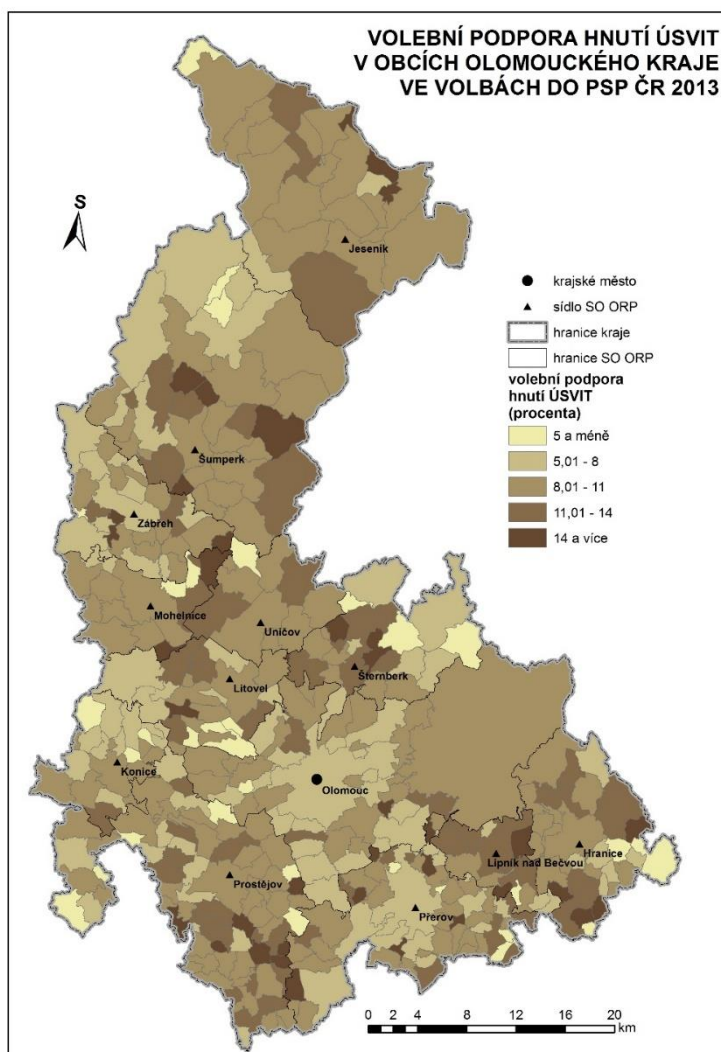 VOLEBNÍ PODPORA HNUTÍ ÚSVIT
V OBCÍCH OLOMOUCKÉHO KRAJE
VE VOLBÁCH DO PSP ČR 2013
S
Jeseník
krajské město
sídlo SO ORP
hranice kraje
hranice SO ORP
volební podpora
hnutí ÚSVIT
(procenta)
5 a méně
5,01 - 8
8,01 - 11
11,01 - 14
14 a více
Šumperk
Zábřeh
Mohelnice
Uničov
Šternberk
Litovel
Konice
Olomouc
Hranice
Lipník nad Bečvou
Prostějov
Přerov
0 2 4 8 12 16 20
km